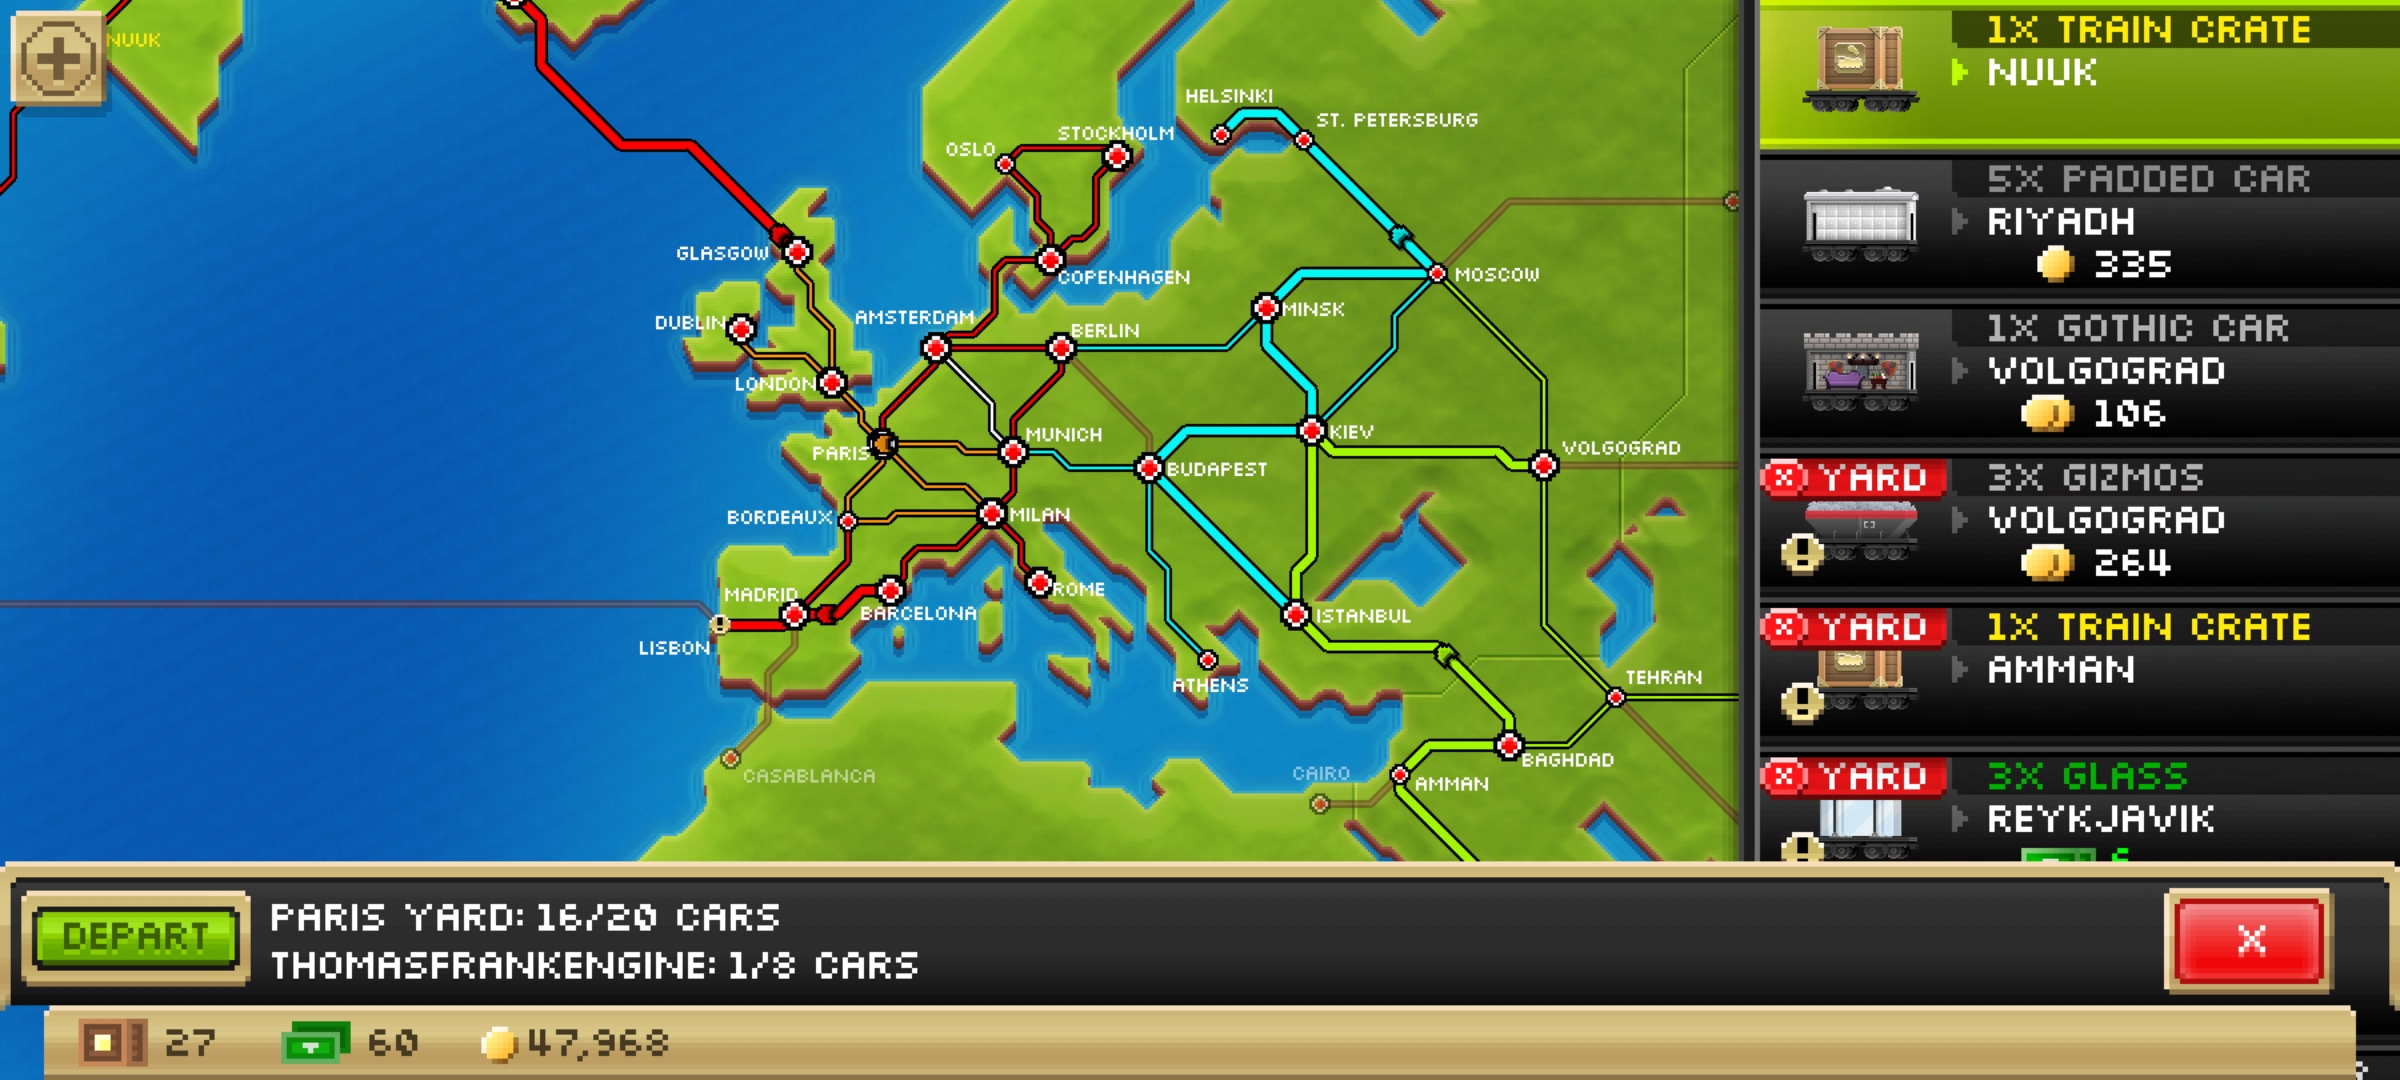 NUUK
HELSINKI
ST. PETERSBURG
STOCKHOLM
OSLO
GLASGOW
COPENHAGEN
MOSCOW
MINSK
DUBLIN
AMSTERDAM
BERLIN
LONDON
MUNICH
KIEV
PARIS
BUDAPEST
VOLGOGRAD
BORDEAUX
MILAN
MADRID
BARCELONA
ROME
ISTANBUL
LISBON
ATHENS
TEHRAN
CASABLANCA
CAIRO
AMMAN
BAGHDAD
1X TRAIN CRATE
NUUK
5X PADDED CAR
RIYADH
335
1X GOTHIC CAR
VOLGOGRAD
106
YARD 3X GIZMOS
VOLGOGRAD
264
YARD 1X TRAIN CRATE
AMMAN
YARD 3X GLASS
REYKJAVIK
DEPART
PARIS YARD: 16/20 CARS
THOMASFRANKENGINE: 1/8 CARS
X
27
60
47,968